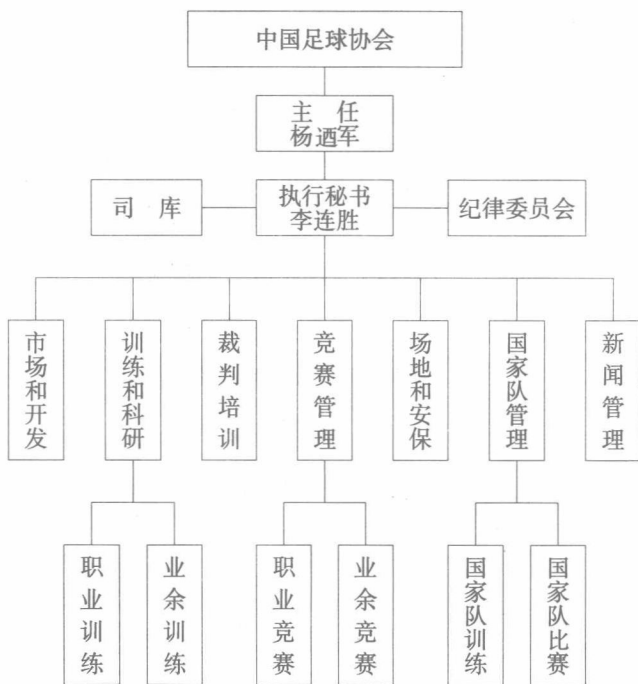 中国足球协会
主 任
杨迺军
司 库
执行秘书
李连胜
纪律委员会
市场和开发
训练和科研
裁判培训
竞赛管理
场地和安保
国家队管理
新闻管理
职业训练
业余训练
职业竞赛
业余竞赛
国家队训练
国家队比赛